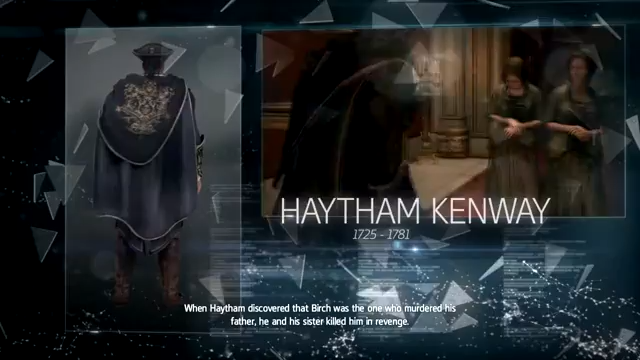 HAYTHAM KENWAY
1725 - 1781
When Haytham discovered that Birch was the one who murdered his
father, he and his sister killed him in revenge.